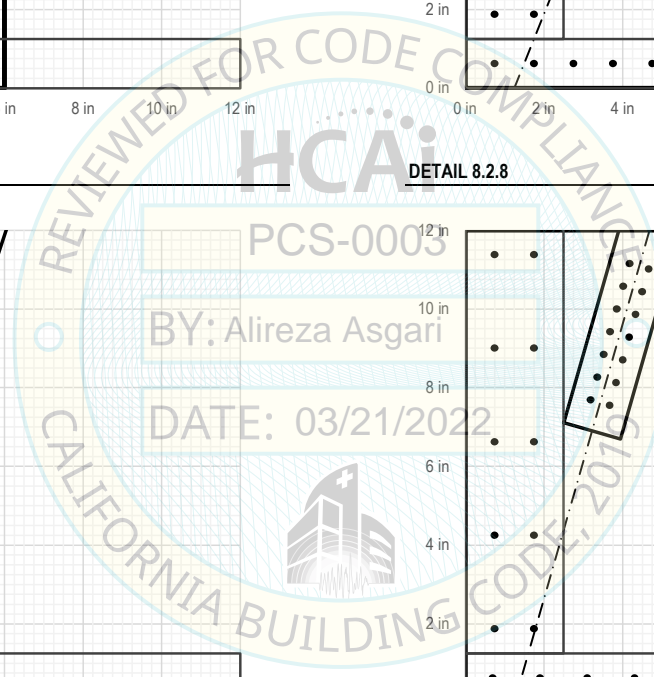 2 in
0 in
in 8 in 10 in 12 in
0 in 2 in 4 in
DETAIL 8.2.8
REVIEWED FOR CODE COMPLIANCE
HCAi
PCS-0003
BY: Alireza Asgari
DATE: 03/21/2022
CALIFORNIA BUILDING CODE, 2019
12 in
10 in
8 in
6 in
4 in
2 in